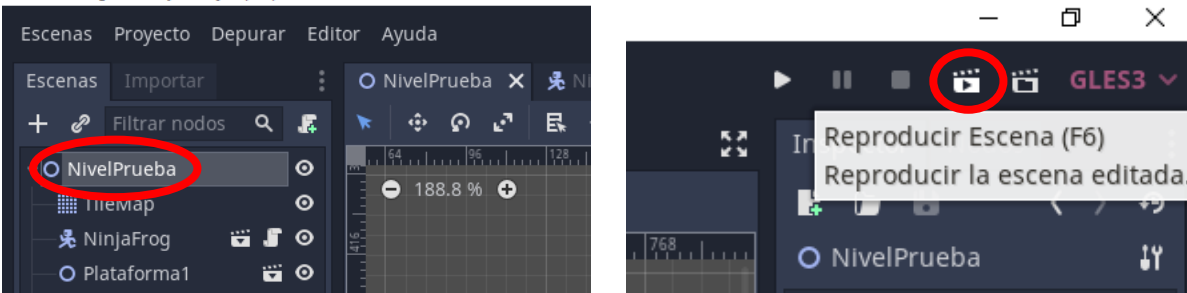 Escenas Proyecto Depurar Editor Ayuda
Escenas Importar
NivelPrueba
Filtrar nodos
NivelPrueba
TileMap
NinjaFrog
Plataforma1
64 96 128
188.8 %
416
GLES3
Reproducir Escena (F6)
Reproducir la escena editada.
768
NivelPrueba